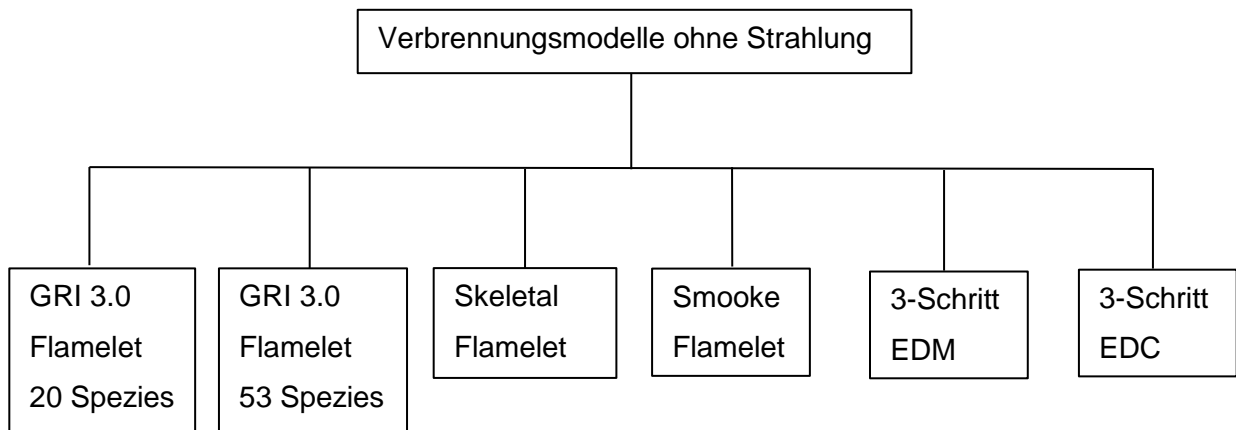 Verbrennungsmodelle ohne Strahlung
GRI 3.0
Flamelet
20 Spezies
GRI 3.0
Flamelet
53 Spezies
Skeletal
Flamelet
Smooke
Flamelet
3-Schritt
EDM
3-Schritt
EDC